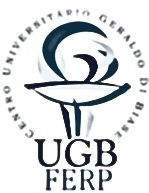 CENTRO UNIVERSITÁRIO GERALDO DI BIASE
UGB
FERP